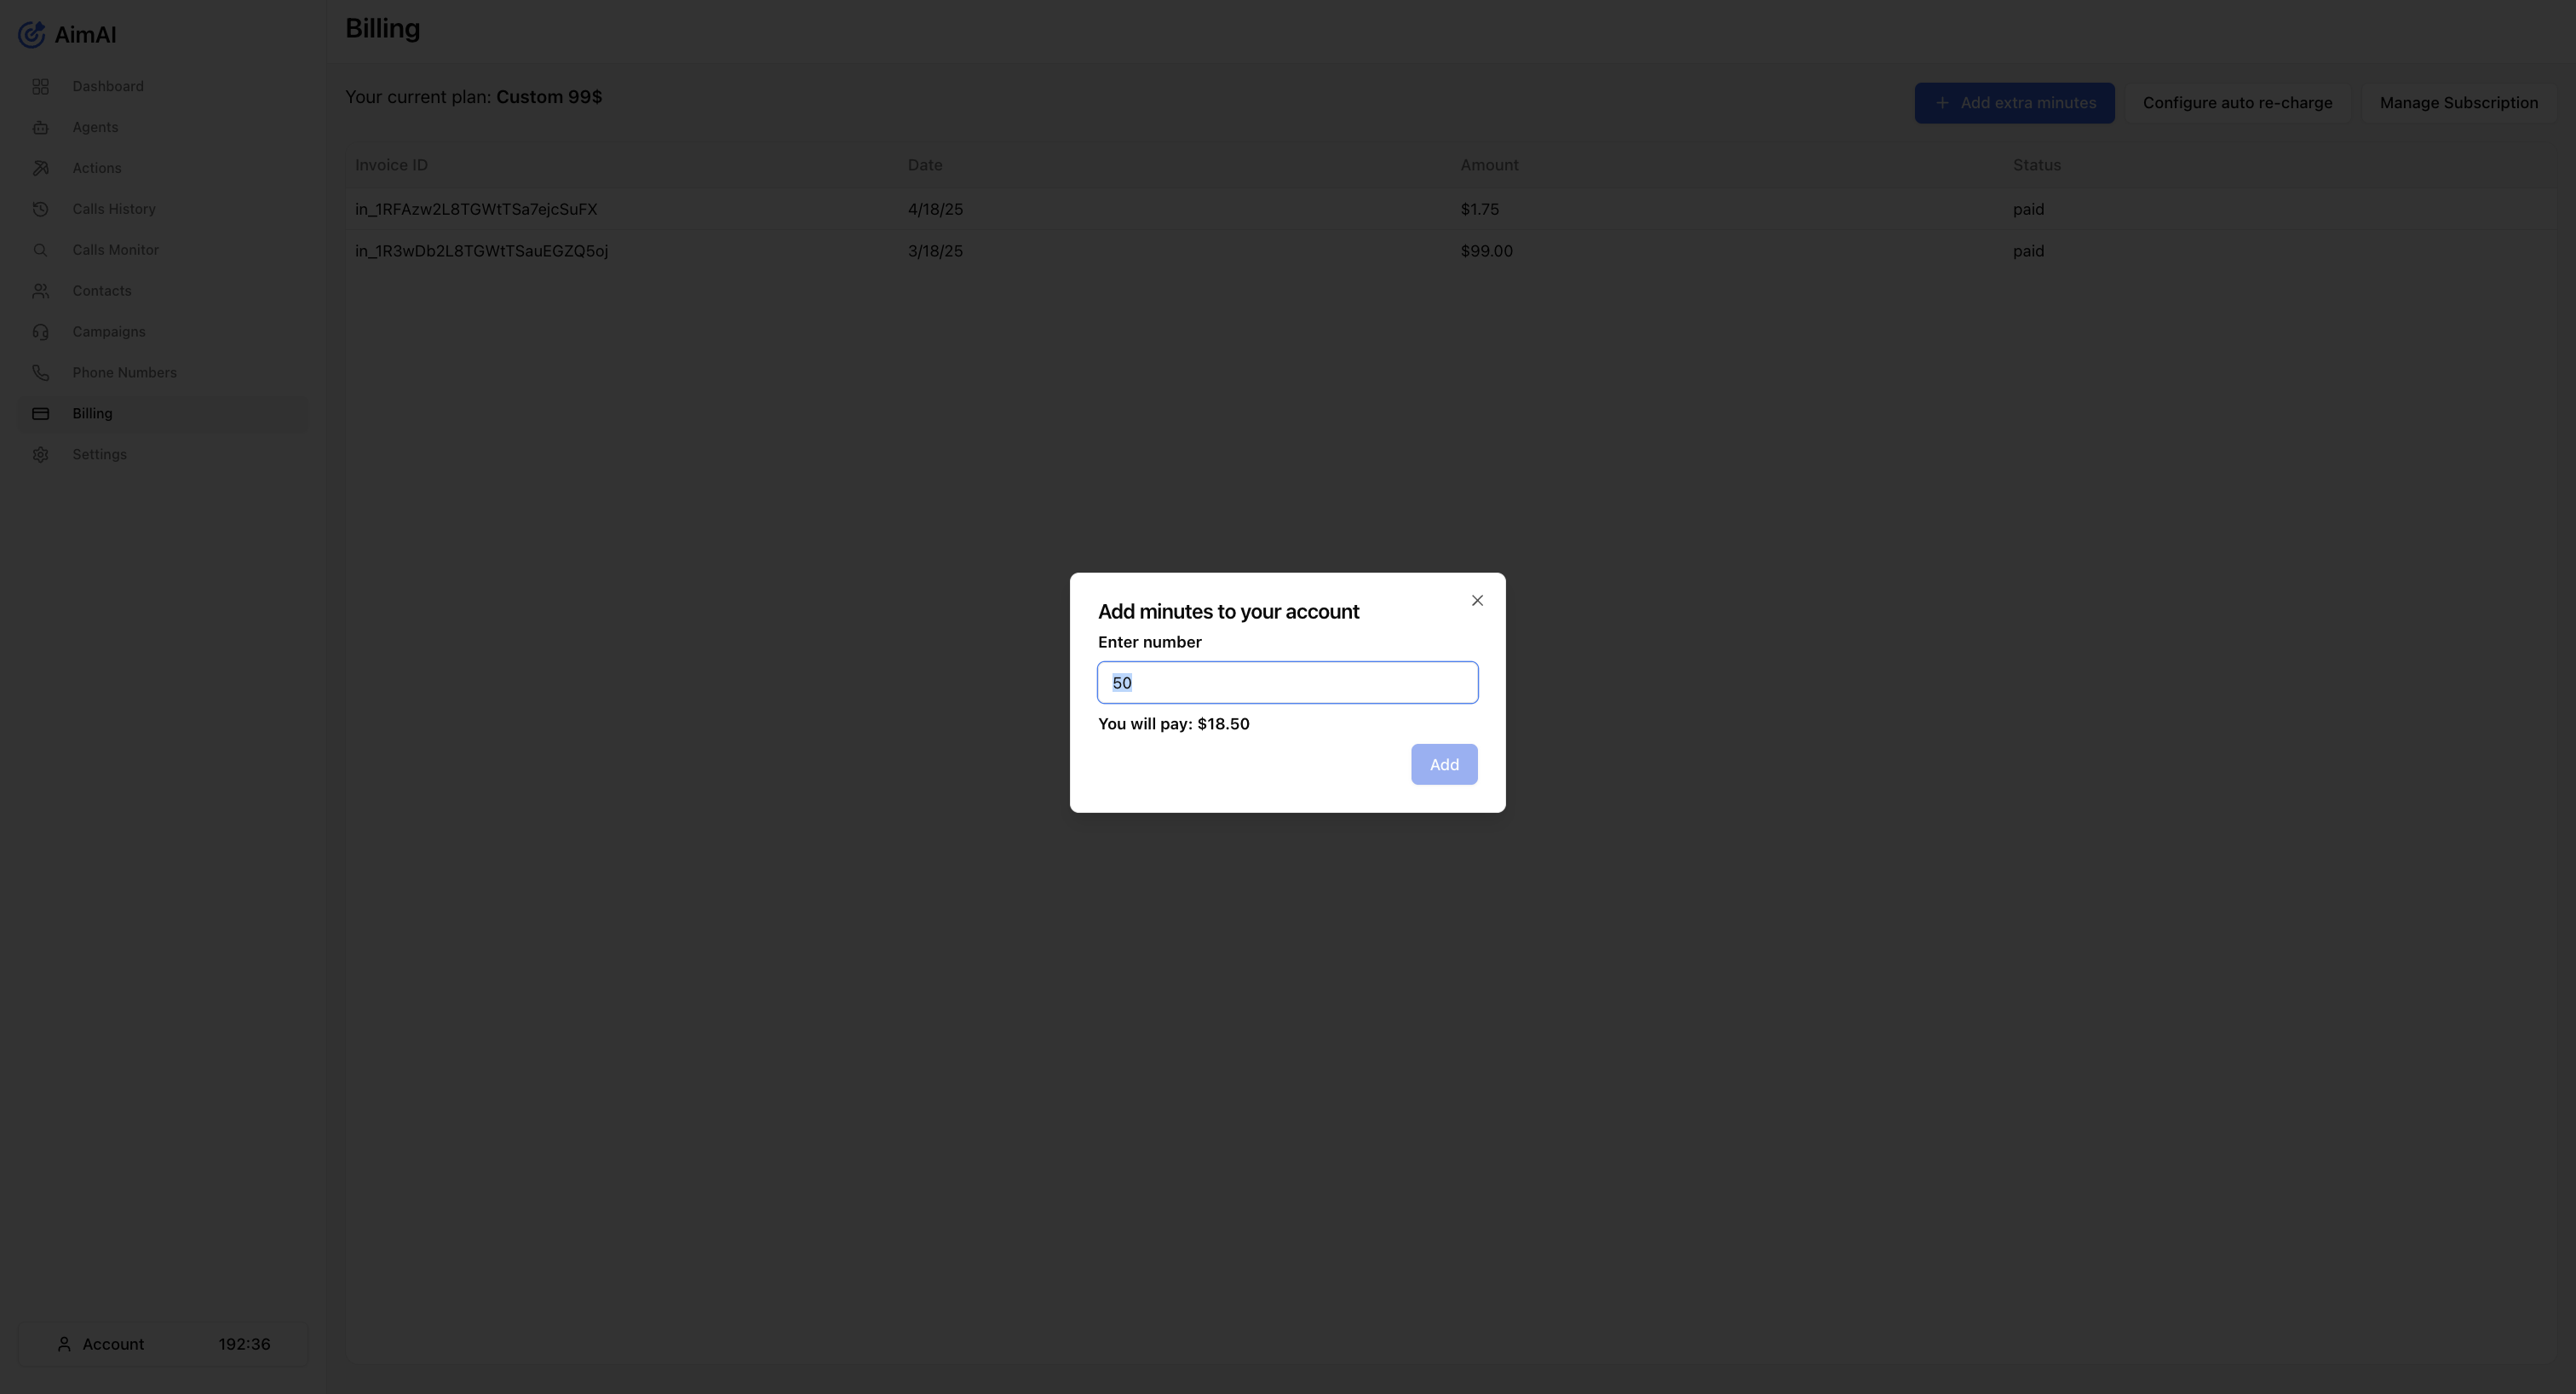 AimAI
Dashboard
Agents
Actions
Calls History
Calls Monitor
Contacts
Campaigns
Phone Numbers
Billing
Settings
Account 192:36
Billing
Your current plan: Custom 99$
Add extra minutes Configure auto re-charge Manage Subscription
Invoice ID Date Amount Status
in_1RFAzw2L8TGWtTSa7ejcSuFX 4/18/25 $1.75 paid
in_1R3wDb2L8TGWtTSauEGZQ5oj 3/18/25 $99.00 paid
Add minutes to your account
Enter number
50
You will pay: $18.50
Add